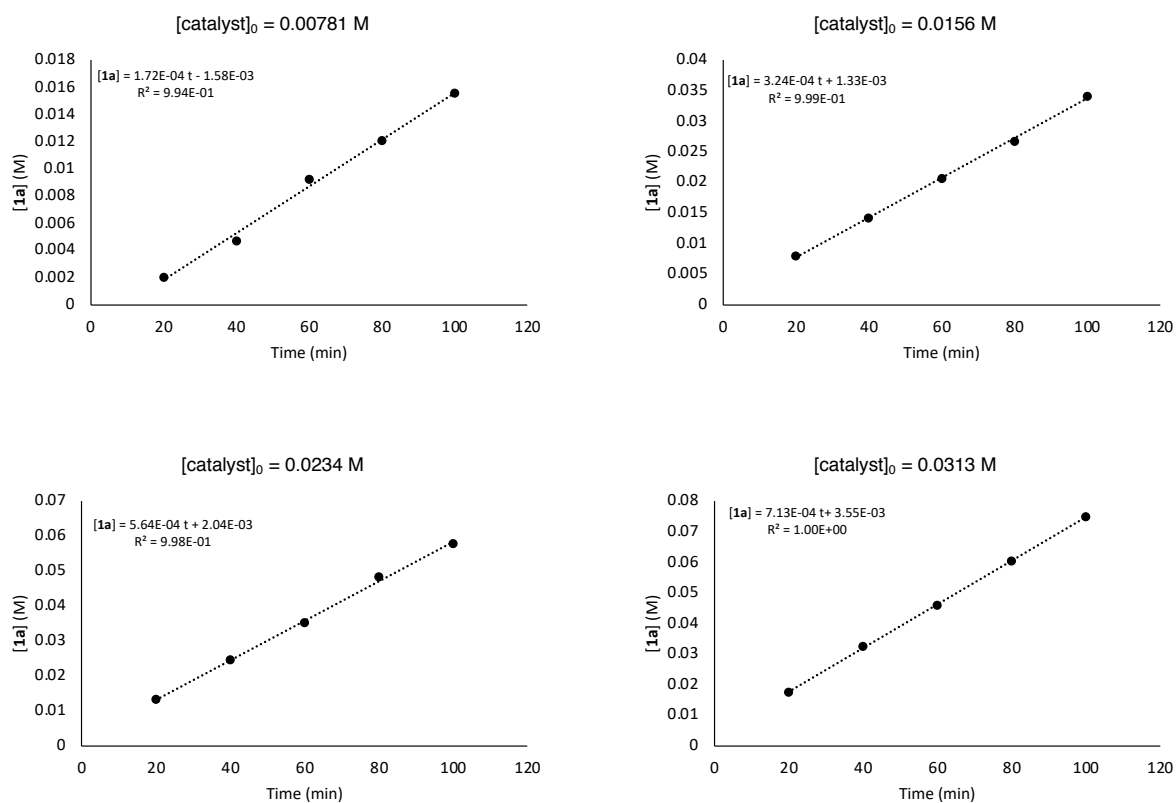 [catalyst]₀ = 0.00781 M
[1a] = 1.72E-04 t - 1.58E-03
R² = 9.94E-01
0.018
0.016
0.014
0.012
0.01
0.008
0.006
0.004
0.002
0
[1a] (M)
0 20 40 60 80 100 120
Time (min)
[catalyst]₀ = 0.0156 M
[1a] = 3.24E-04 t + 1.33E-03
R² = 9.99E-01
0.04
0.035
0.03
0.025
0.02
0.015
0.01
0.005
0
[1a] (M)
0 20 40 60 80 100 120
Time (min)
[catalyst]₀ = 0.0234 M
[1a] = 5.64E-04 t + 2.04E-03
R² = 9.98E-01
0.07
0.06
0.05
0.04
0.03
0.02
0.01
0
[1a] (M)
0 20 40 60 80 100 120
Time (min)
[catalyst]₀ = 0.0313 M
[1a] = 7.13E-04 t+ 3.55E-03
R² = 1.00E+00
0.08
0.07
0.06
0.05
0.04
0.03
0.02
0.01
0
[1a] (M)
0 20 40 60 80 100 120
Time (min)